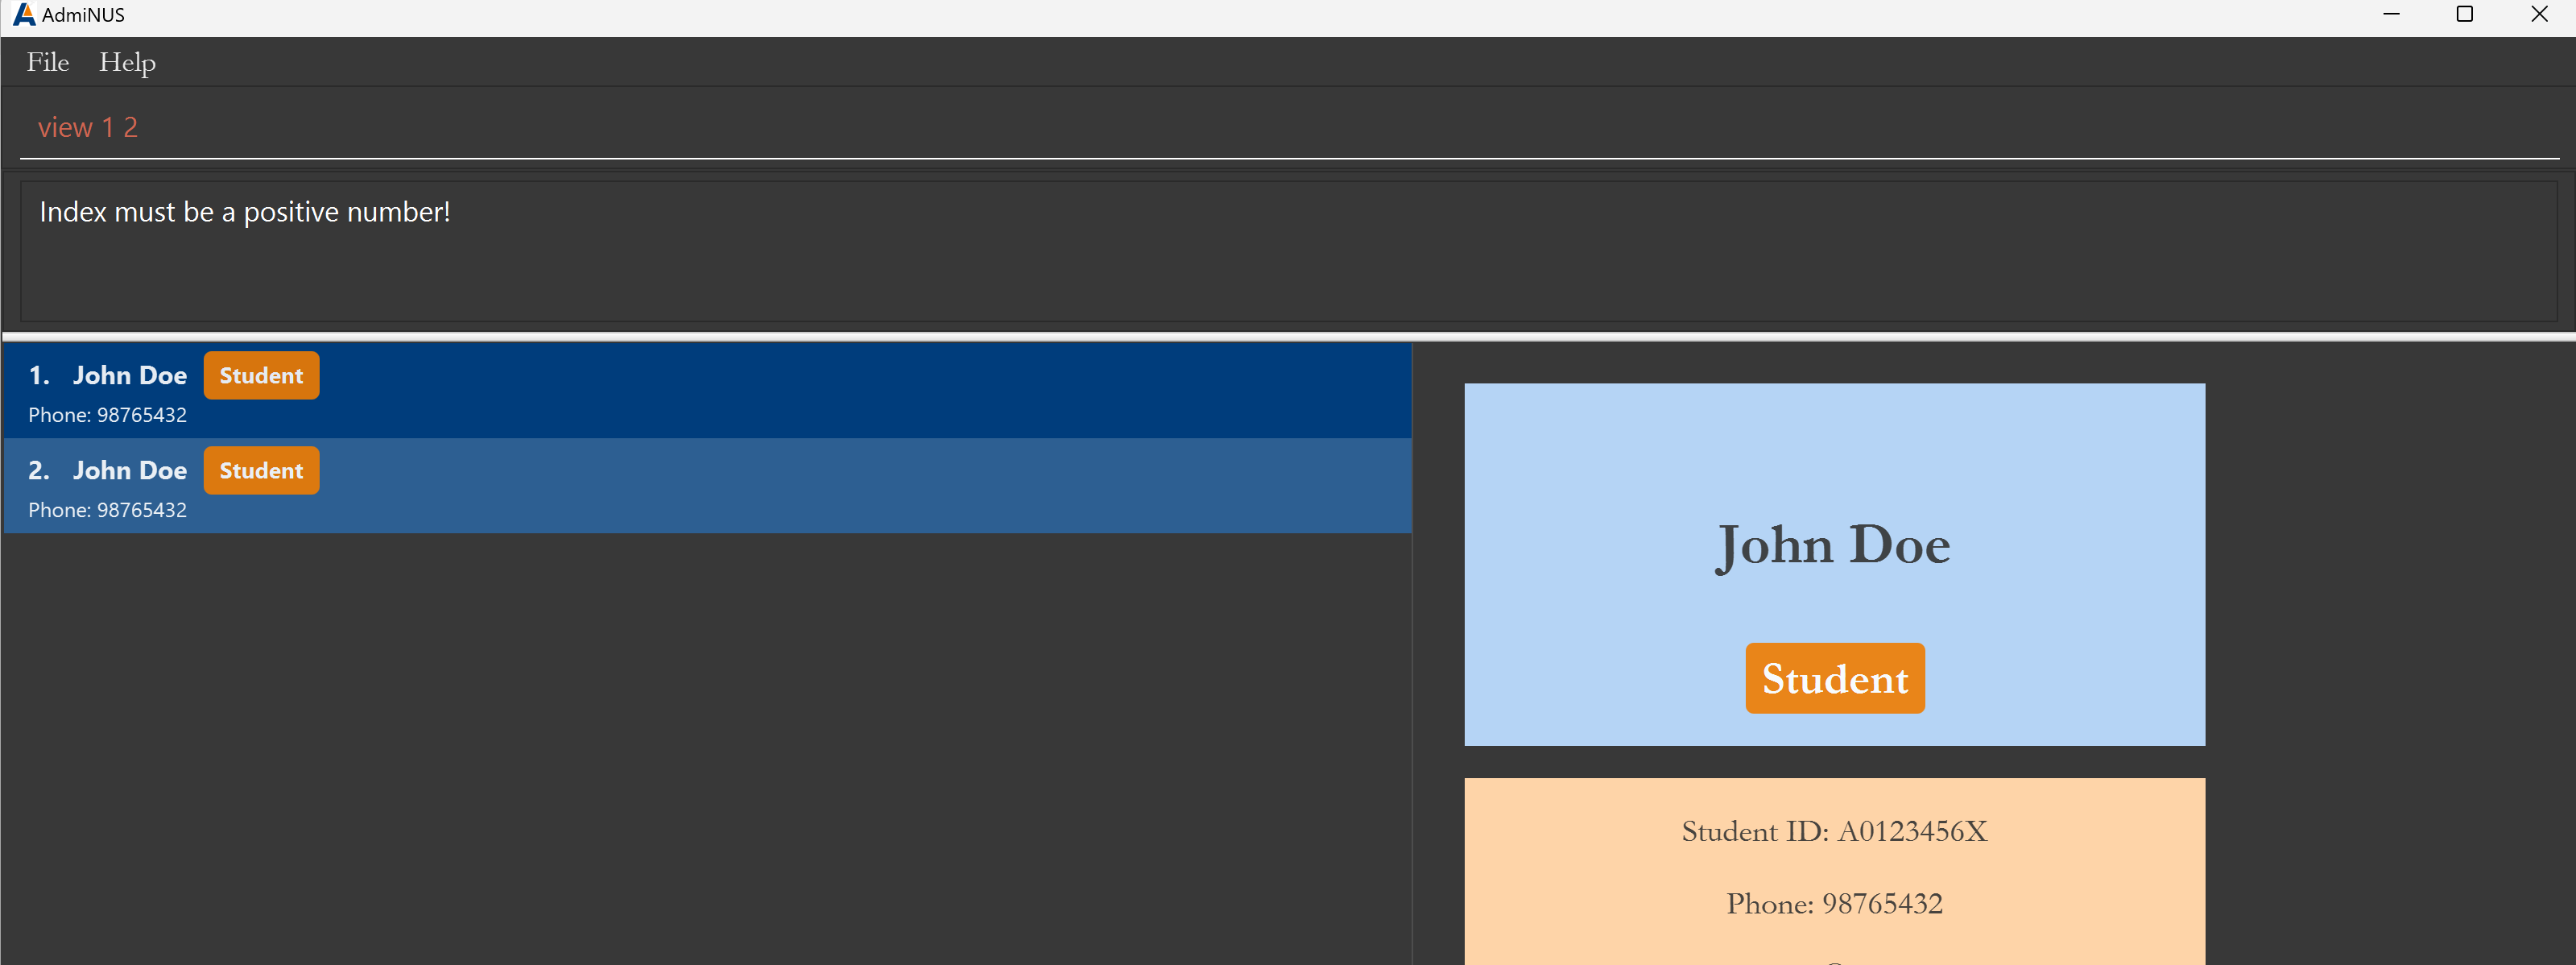 AdmiNUS
File Help
view 1 2
Index must be a positive number!
1. John Doe Student
Phone: 98765432
2. John Doe Student
Phone: 98765432
John Doe
Student
Student ID: A0123456X
Phone: 98765432